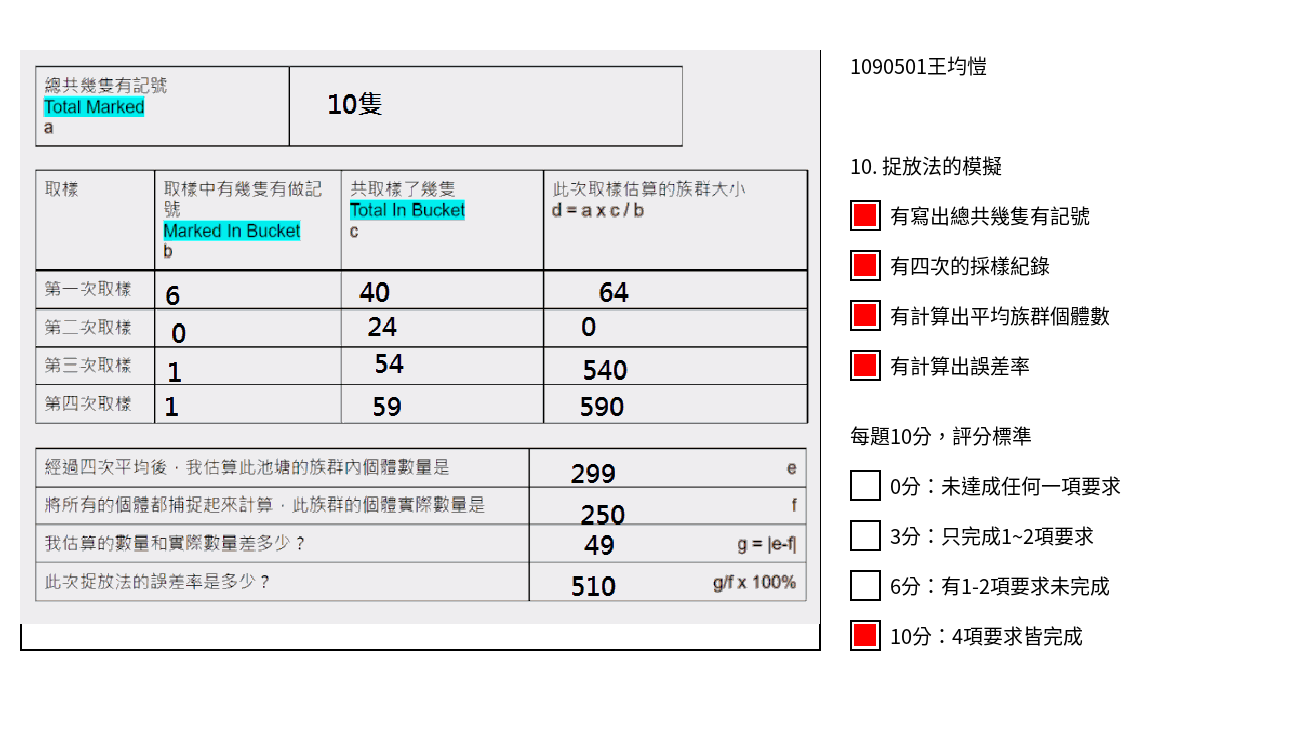 總共幾隻有記號
Total Marked
a
10隻
取樣
取樣中有幾隻有做記
號
Marked In Bucket
b
共取樣了幾隻
Total In Bucket
c
此次取樣估算的族群大小
d = a x c / b
第一次取樣 6 40 64
第二次取樣 0 24 0
第三次取樣 1 54 540
第四次取樣 1 59 590
經過四次平均後，我估算此池塘的族群內個體數量是 299 e
將所有的個體都捕捉起來計算，此族群的個體實際數量是 250 f
我估算的數量和實際數量差多少？ 49 g = |e-f|
此次捉放法的誤差率是多少？ 510 g/f x 100%
1090501王均愷
10. 捉放法的模擬
有寫出總共幾隻有記號
有四次的採樣紀錄
有計算出平均族群個體數
有計算出誤差率
每題10分，評分標準
0分：未達成任何一項要求
3分：只完成1~2項要求
6分：有1-2項要求未完成
10分：4項要求皆完成